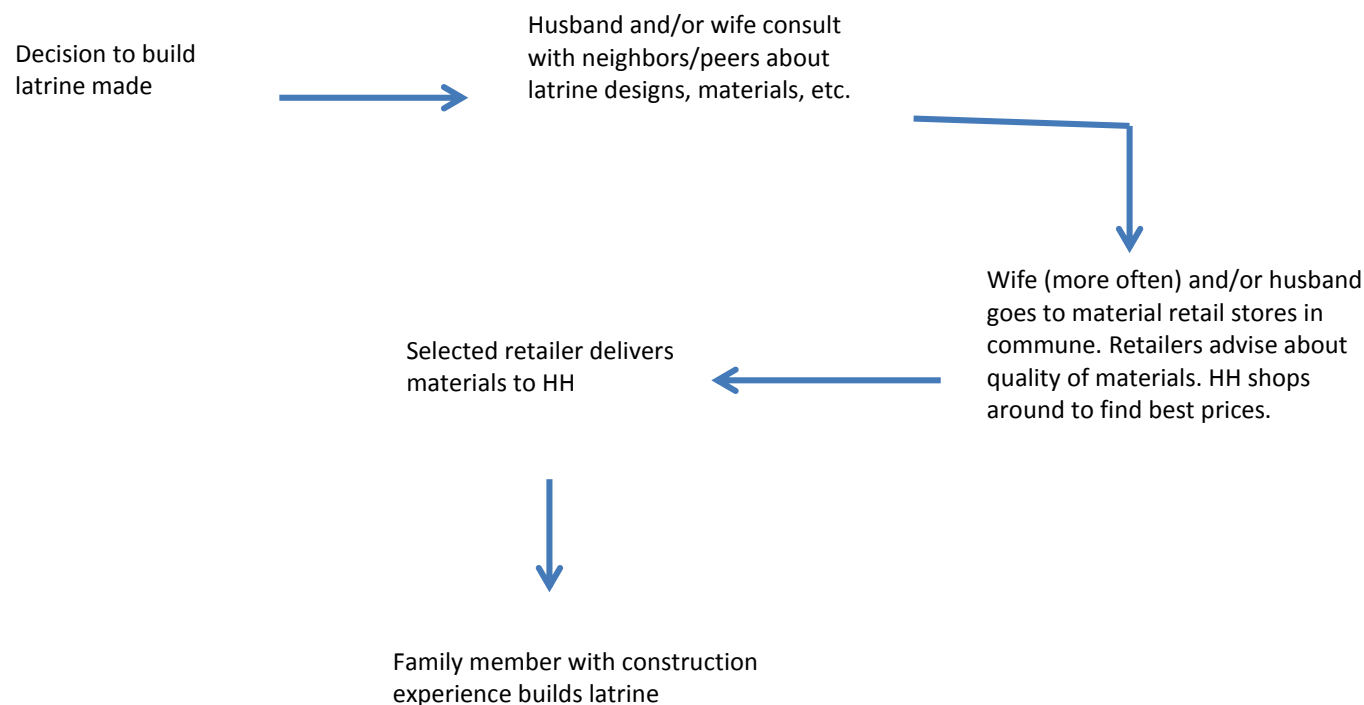 Decision to build
latrine made
Husband and/or wife consult
with neighbors/peers about
latrine designs, materials, etc.
Wife (more often) and/or husband
goes to material retail stores in
commune. Retailers advise about
quality of materials. HH shops
around to find best prices.
Selected retailer delivers
materials to HH
Family member with construction
experience builds latrine